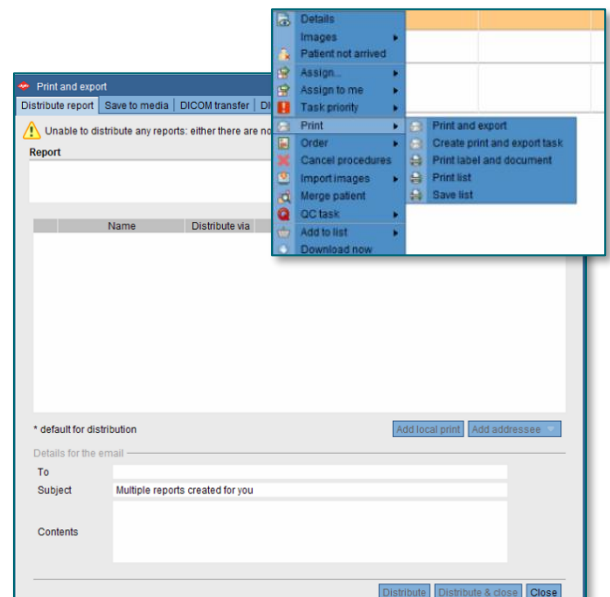 Details
Images
Patient not arrived
Assign...
Assign to me
Task priority
Print
Order
Cancel procedures
Import images
Merge patient
QC task
Add to list
Download now
Print and export
Create print and export task
Print label and document
Print list
Save list
Print and export
Distribute report
Save to media
DICOM transfer
Unable to distribute any reports: either there are no
Report
Name Distribute via
* default for distribution
Add local print
Add addressee
Details for the email
To
Subject Multiple reports created for you
Contents
Distribute
Distribute & close
Close